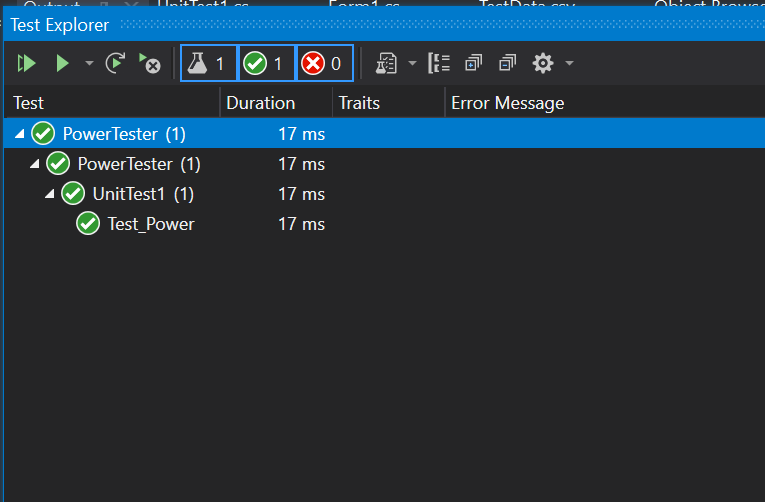 Output UnitTest1.cs Form1.cs TestData.csv Object Browse
Test Explorer
1 1 0
Test Duration Traits Error Message
PowerTester (1) 17 ms
PowerTester (1) 17 ms
UnitTest1 (1) 17 ms
Test_Power 17 ms